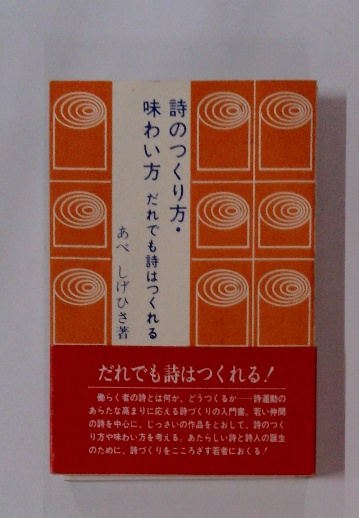 詩のつくり方・
味わい方 だれでも詩はつくれる
あべ しげひさ著
だれでも詩はつくれる!
働らく者の詩とは何か、どうつくるか――詩運動の
あらたな高まりに応える詩づくりの入門書。若い仲間
の詩を中心に、じっさいの作品をとおして、詩のつく
り方や味わい方を考える。あたらしい詩と詩人の誕生
のために、詩づくりをこころざす若者におくる!